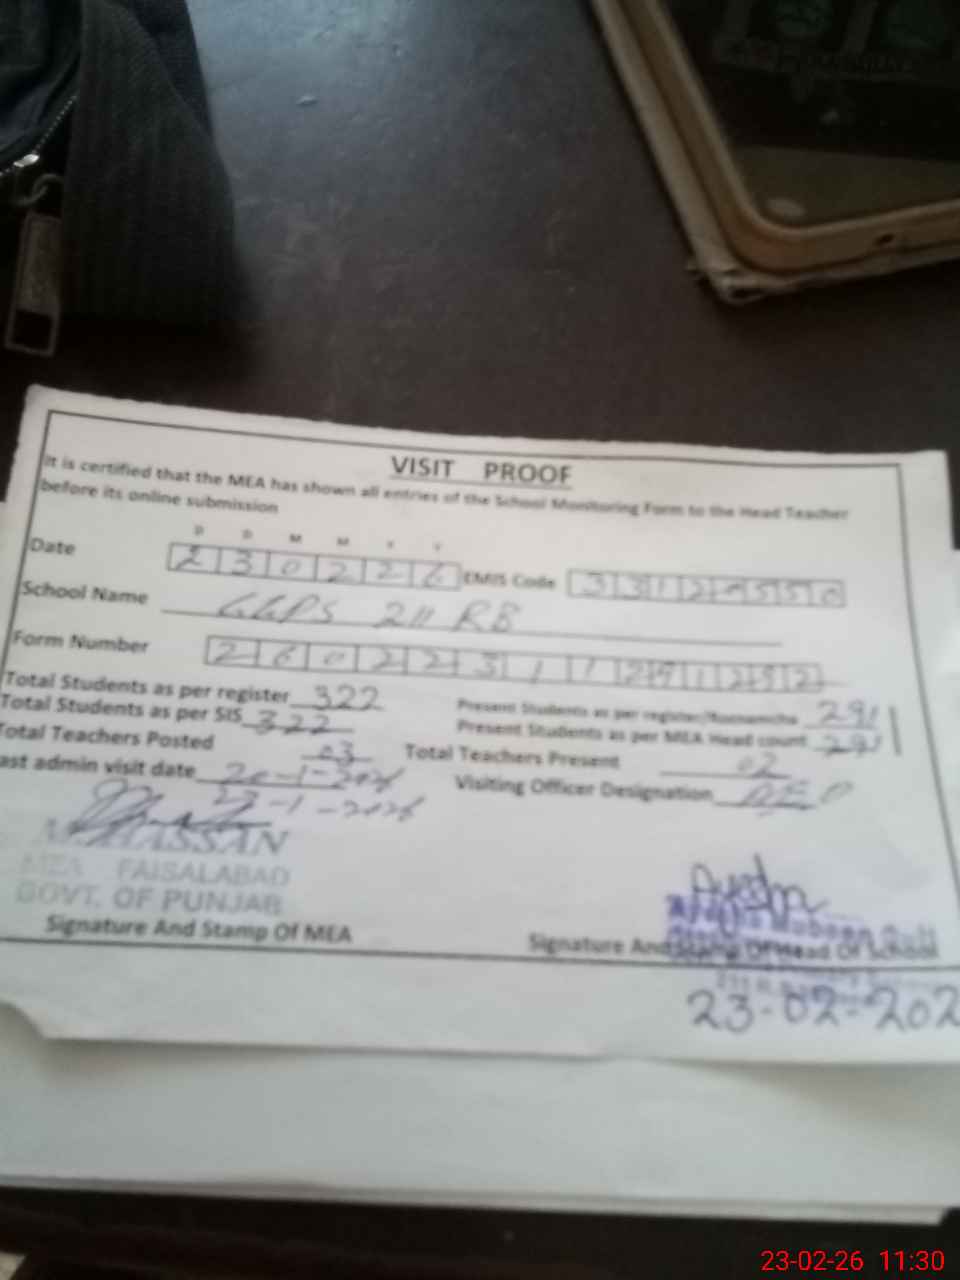 VISIT PROOF
It is certified that the MEA has shown all entries of the School Monitoring Form to the Head Teacher
before its online submission
D D M M Y Y
Date 2 3 0 2 2 6 EMIS Code
School Name GGPS 211 RB
Form Number
Total Students as per register 322 Present Students as per register/Roznamcha 291
Total Students as per SIS 322 Present Students as per MEA Head count 291
Total Teachers Posted 03 Total Teachers Present 02
ast admin visit date Visiting Officer Designation
HASSAN
MEA FAISALABAD
GOVT. OF PUNJAB
Signature And Stamp Of MEA
Signature And Stamp Of Head Of School
23-02-202
23-02-26 11:30